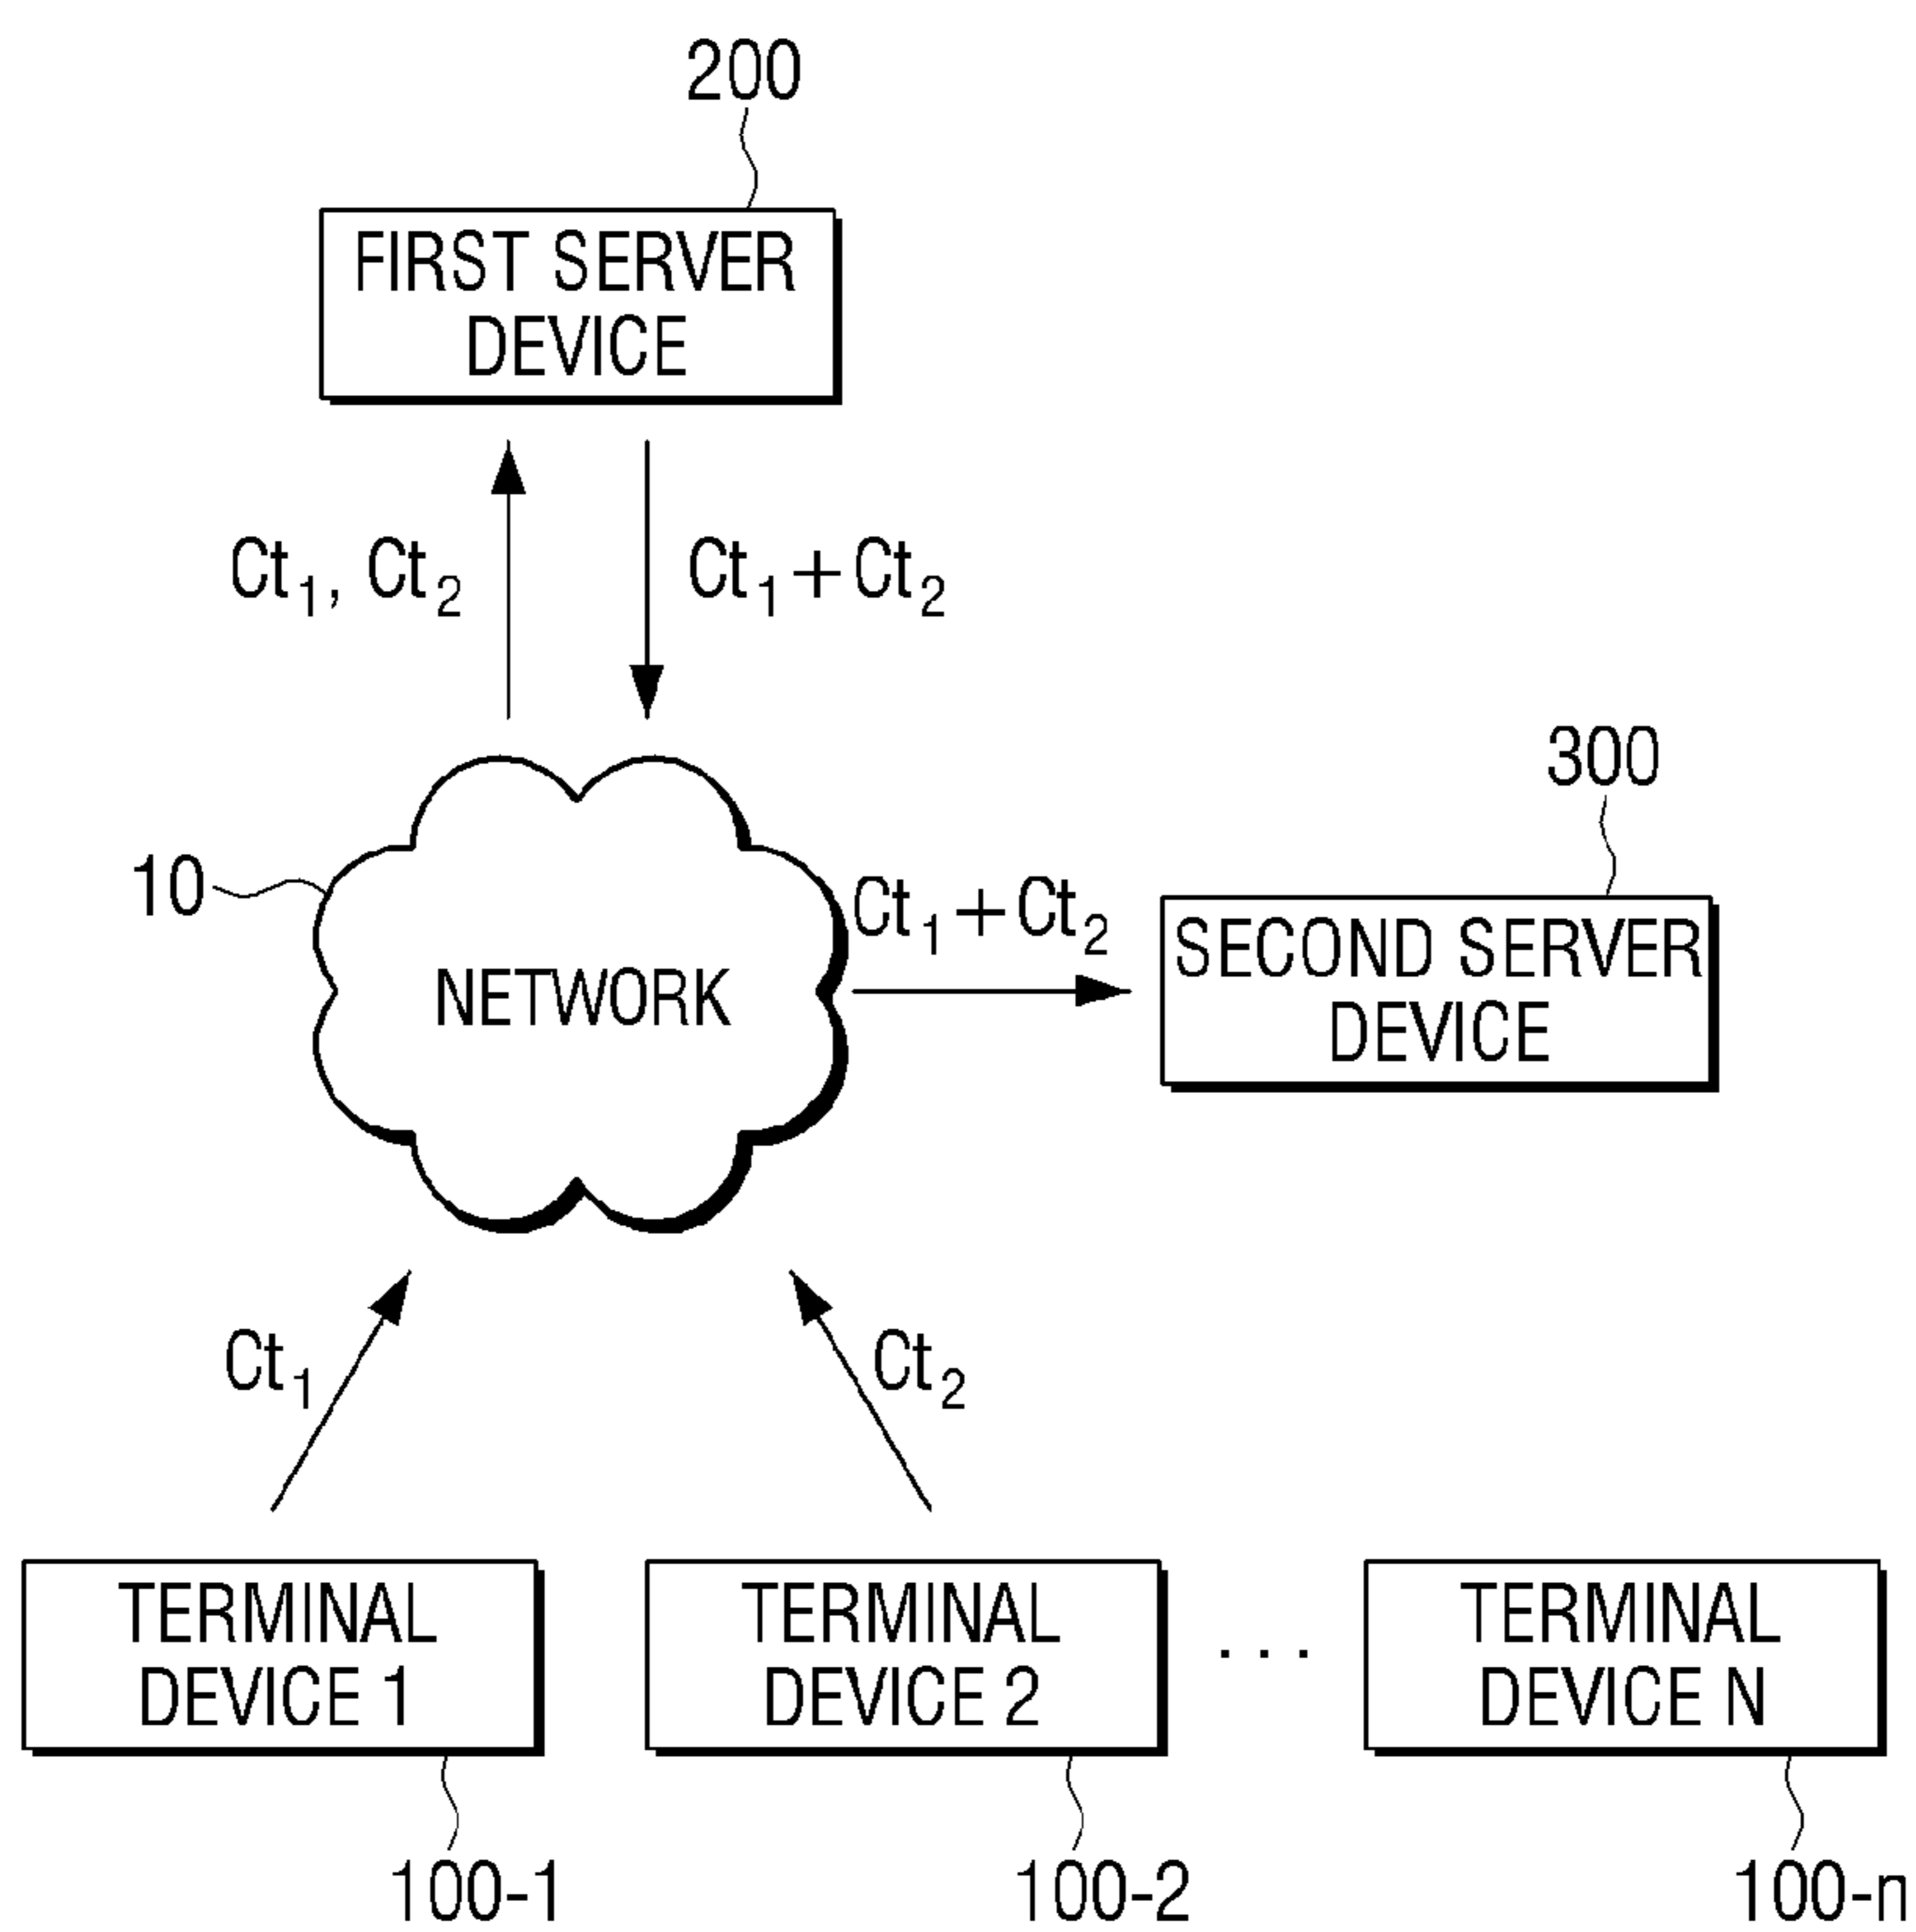 200
FIRST SERVER
DEVICE
Ct₁, Ct₂
Ct₁+Ct₂
300
10
Ct₁+Ct₂
SECOND SERVER
DEVICE
NETWORK
Ct₁
Ct₂
TERMINAL
DEVICE 1
TERMINAL
DEVICE 2
...
TERMINAL
DEVICE N
100-1
100-2
100-n